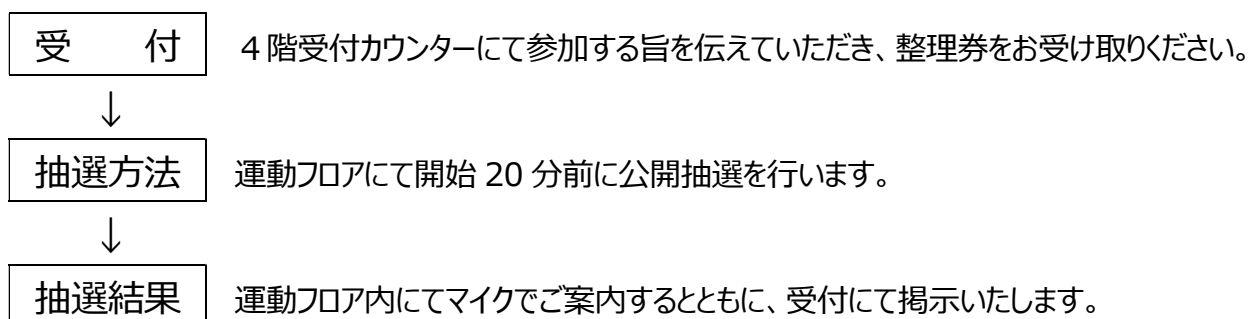 受　　付　４階受付カウンターにて参加する旨を伝えていただき、整理券をお受け取りください。
↓
抽選方法　運動フロアにて開始 20 分前に公開抽選を行います。
↓
抽選結果　運動フロア内にてマイクでご案内するとともに、受付にて掲示いたします。